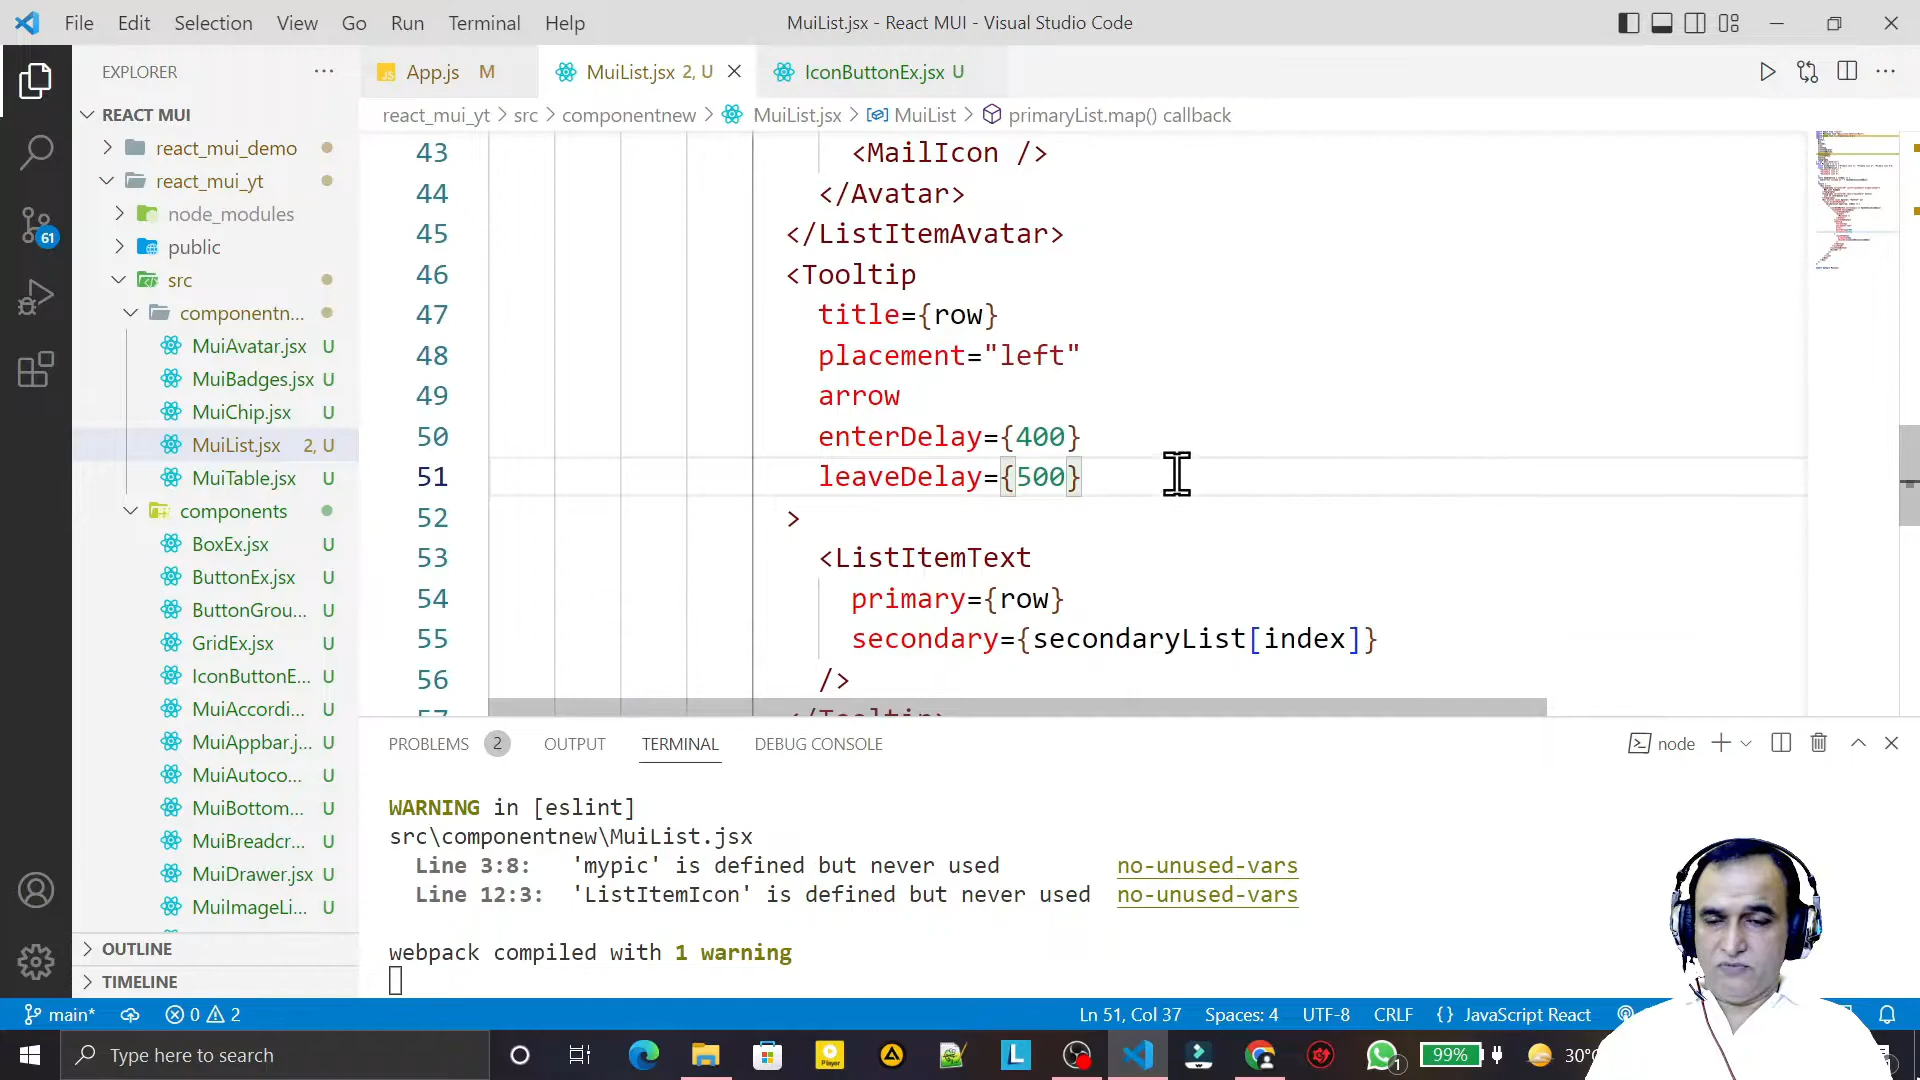 File Edit Selection View Go Run Terminal Help
MuiList.jsx - React MUI - Visual Studio Code
EXPLORER
App.js M
MuiList.jsx 2, U
IconButtonEx.jsx U
REACT MUI
react_mui_yt > src > componentnew > MuiList.jsx > MuiList > primaryList.map() callback
react_mui_demo
react_mui_yt
node_modules
61
public
src
componentn...
MuiAvatar.jsx U
MuiBadges.jsx U
MuiChip.jsx U
MuiList.jsx 2, U
MuiTable.jsx U
components
BoxEx.jsx U
ButtonEx.jsx U
ButtonGrou... U
GridEx.jsx U
IconButtonE... U
MuiAccordi... U
MuiAppbar.j... U
MuiAutoco... U
MuiBottom... U
MuiBreadcr... U
MuiDrawer.jsx U
MuiImageLi... U
OUTLINE
TIMELINE
43 <MailIcon />
44 </Avatar>
45 </ListItemAvatar>
46 <Tooltip
47 title={row}
48 placement="left"
49 arrow
50 enterDelay={400}
51 leaveDelay={500}
52 >
53 <ListItemText
54 primary={row}
55 secondary={secondaryList[index]}
56 />
57 </Tooltip>
PROBLEMS 2 OUTPUT TERMINAL DEBUG CONSOLE
node
WARNING in [eslint]
src\componentnew\MuiList.jsx
Line 3:8: 'mypic' is defined but never used no-unused-vars
Line 12:3: 'ListItemIcon' is defined but never used no-unused-vars
webpack compiled with 1 warning
main* 0 2
Ln 51, Col 37 Spaces: 4 UTF-8 CRLF {} JavaScript React
Type here to search
Player
L
1
99%
30°